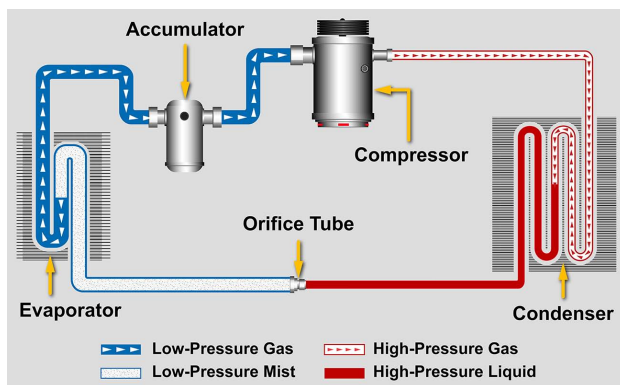 Accumulator
Compressor
Orifice Tube
Evaporator
Condenser
Low-Pressure Gas
High-Pressure Gas
Low-Pressure Mist
High-Pressure Liquid